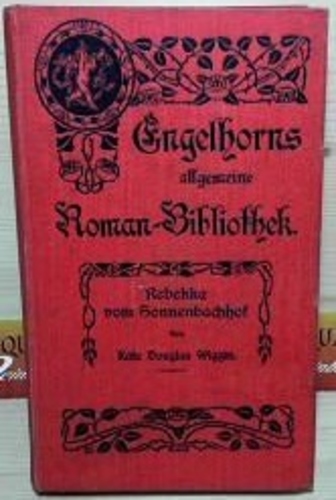 Engelhorns
allgemeine
Roman-Bibliothek.
Rebekka
vom Sonnenbachhof
von
Kate Douglas Wiggin.